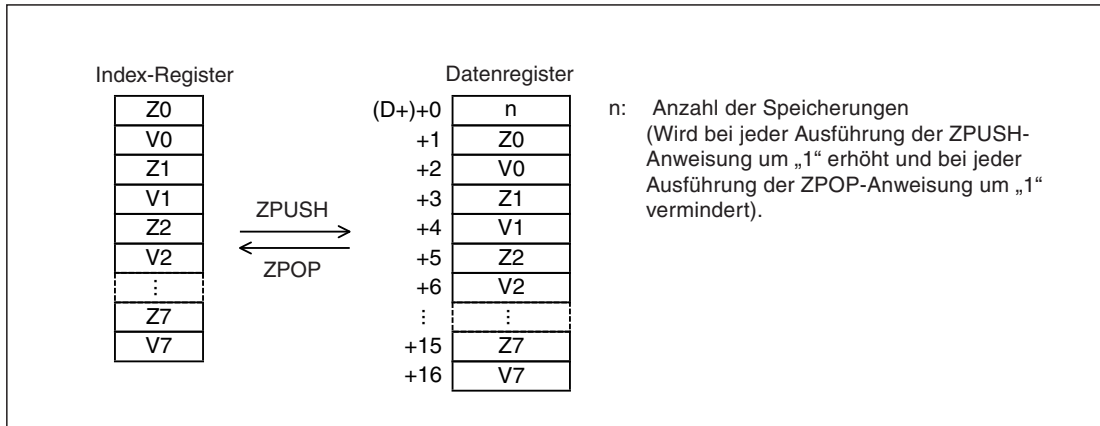 Index-Register
Z0
V0
Z1
V1
Z2
V2
⋮
Z7
V7
ZPUSH
ZPOP
Datenregister
(D+)+0 n
+1 Z0
+2 V0
+3 Z1
+4 V1
+5 Z2
+6 V2
⋮ ⋮
+15 Z7
+16 V7
n: Anzahl der Speicherungen
(Wird bei jeder Ausführung der ZPUSH-
Anweisung um „1“ erhöht und bei jeder
Ausführung der ZPOP-Anweisung um „1“
vermindert).